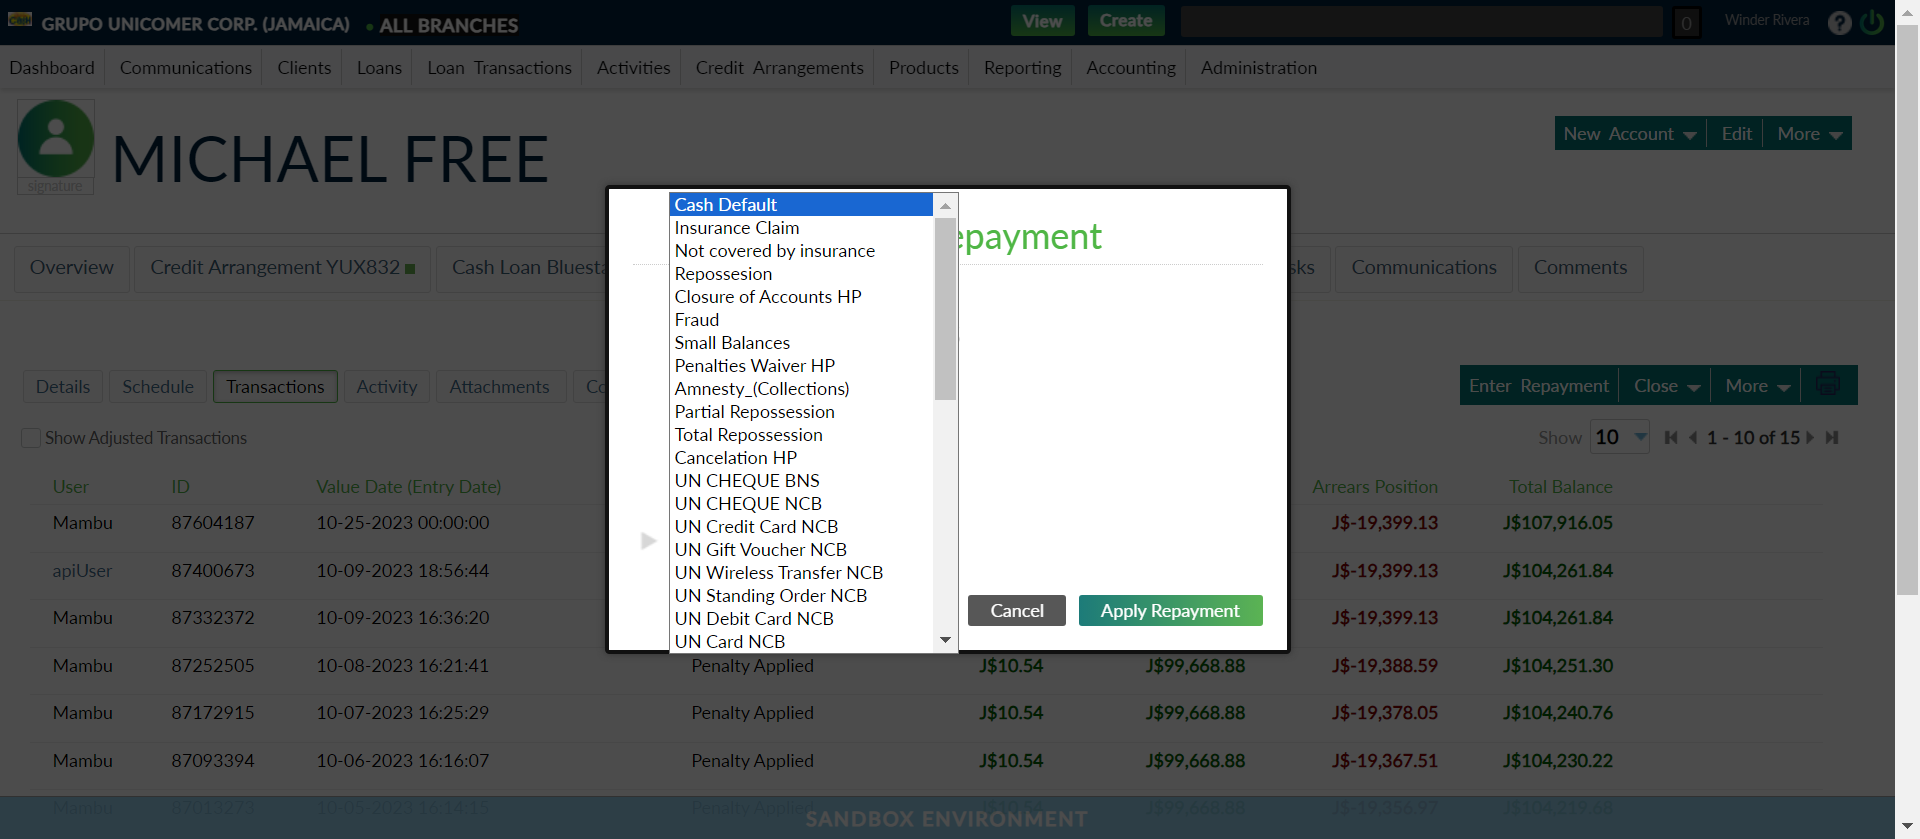 GRUPO UNICOMER CORP. (JAMAICA) ALL BRANCHES View Create 0 Winder Rivera ?
Dashboard Communications Clients Loans Loan Transactions Activities Credit Arrangements Products Reporting Accounting Administration
signature
MICHAEL FREE
New Account Edit More
Overview Credit Arrangement YUX832 Cash Loan Communications Comments
epayment
Cash Default
Insurance Claim
Not covered by insurance
Repossesion
Closure of Accounts HP
Fraud
Small Balances
Penalties Waiver HP
Amnesty_(Collections)
Partial Repossession
Total Repossession
Cancelation HP
UN CHEQUE BNS
UN CHEQUE NCB
UN Credit Card NCB
UN Gift Voucher NCB
UN Wireless Transfer NCB
UN Standing Order NCB
UN Debit Card NCB
UN Card NCB
Cancel Apply Repayment
Details Schedule Transactions Activity Attachments Co
Enter Repayment Close More
Show Adjusted Transactions
Show 10 1 - 10 of 15
User ID Value Date (Entry Date) Arrears Position Total Balance
Mambu 87604187 10-25-2023 00:00:00 J$-19,399.13 J$107,916.05
apiUser 87400673 10-09-2023 18:56:44 J$-19,399.13 J$104,261.84
Mambu 87332372 10-09-2023 16:36:20 J$-19,399.13 J$104,261.84
Mambu 87252505 10-08-2023 16:21:41 Penalty Applied J$10.54 J$99,668.88 J$-19,388.59 J$104,251.30
Mambu 87172915 10-07-2023 16:25:29 Penalty Applied J$10.54 J$99,668.88 J$-19,378.05 J$104,240.76
Mambu 87093394 10-06-2023 16:16:07 Penalty Applied J$10.54 J$99,668.88 J$-19,367.51 J$104,230.22
Mambu 87013273 10-05-2023 16:14:15 Penalty Applied J$10.54 J$99,668.88 J$-19,356.97 J$104,219.68
SANDBOX ENVIRONMENT